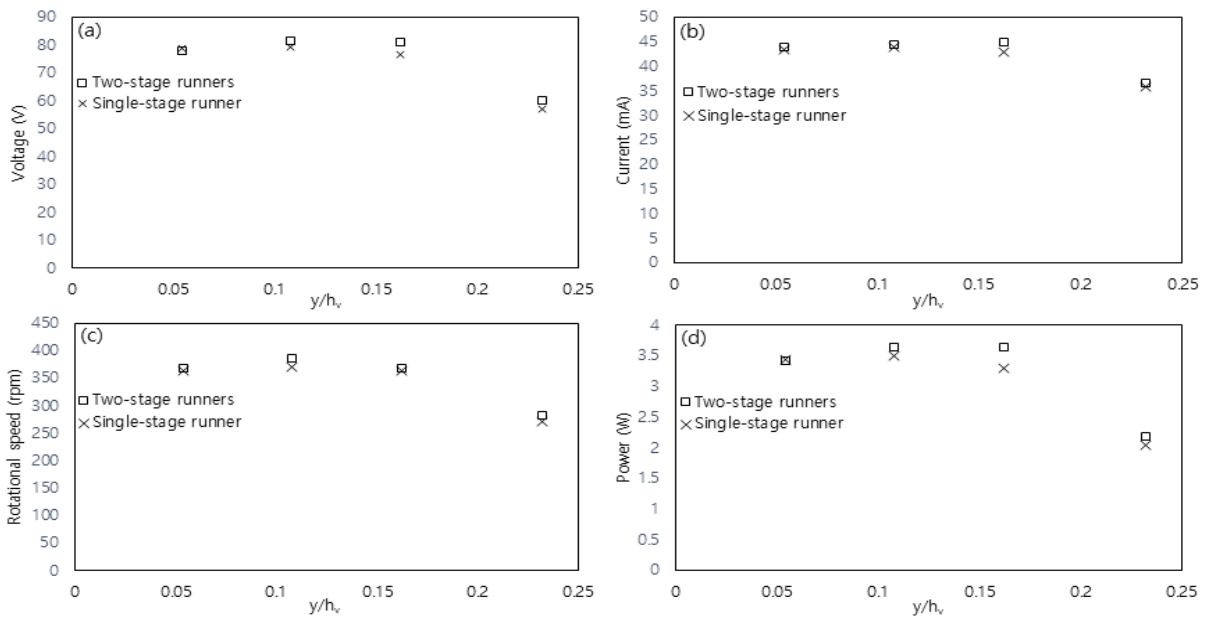 (a)
Voltage (V)
90
80
70
60
50
40
30
20
10
0
Two-stage runners
Single-stage runner
0 0.05 0.1 0.15 0.2 0.25
y/hᵥ
(b)
Current (mA)
50
45
40
35
30
25
20
15
10
5
0
Two-stage runners
Single-stage runner
0 0.05 0.1 0.15 0.2 0.25
y/hᵥ
(c)
Rotational speed (rpm)
450
400
350
300
250
200
150
100
50
0
Two-stage runners
Single-stage runner
0 0.05 0.1 0.15 0.2 0.25
y/hᵥ
(d)
Power (W)
4
3.5
3
2.5
2
1.5
1
0.5
0
Two-stage runners
Single-stage runner
0 0.05 0.1 0.15 0.2 0.25
y/hᵥ